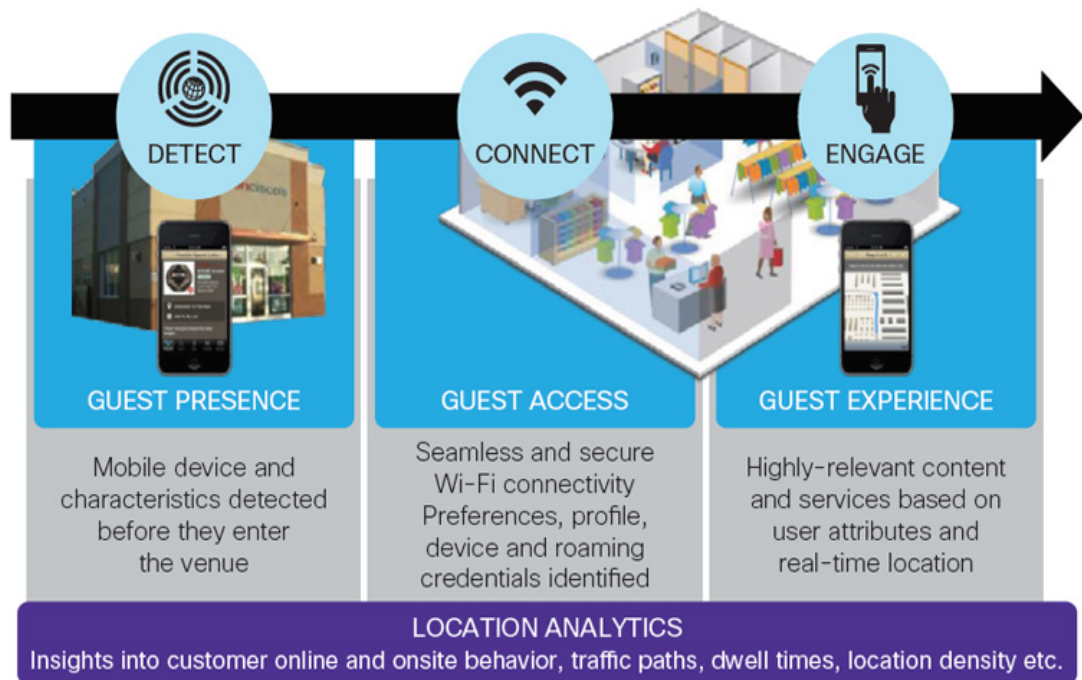 DETECT
CONNECT
ENGAGE
GUEST PRESENCE
GUEST ACCESS
GUEST EXPERIENCE
Mobile device and
characteristics detected
before they enter
the venue
Seamless and secure
Wi-Fi connectivity
Preferences, profile,
device and roaming
credentials identified
Highly-relevant content
and services based on
user attributes and
real-time location
LOCATION ANALYTICS
Insights into customer online and onsite behavior, traffic paths, dwell times, location density etc.